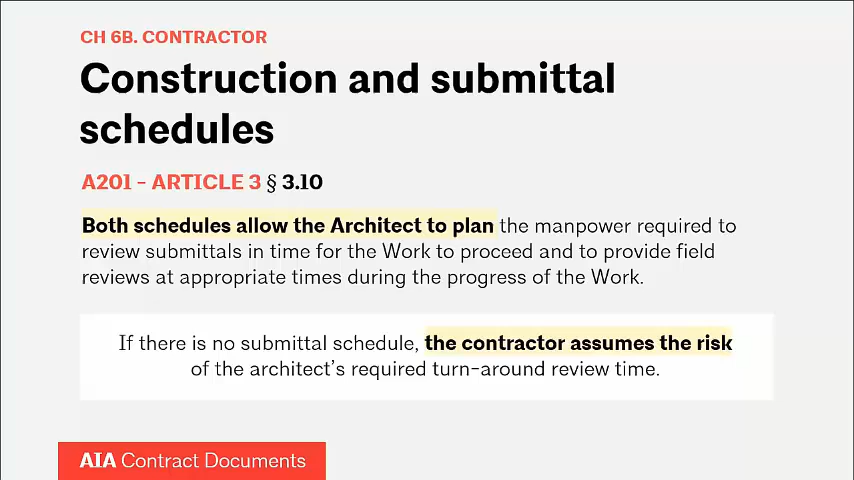 CH 6B. CONTRACTOR
Construction and submittal
schedules
A201 - ARTICLE 3 § 3.10
Both schedules allow the Architect to plan the manpower required to
review submittals in time for the Work to proceed and to provide field
reviews at appropriate times during the progress of the Work.
If there is no submittal schedule, the contractor assumes the risk
of the architect's required turn-around review time.
AIA Contract Documents